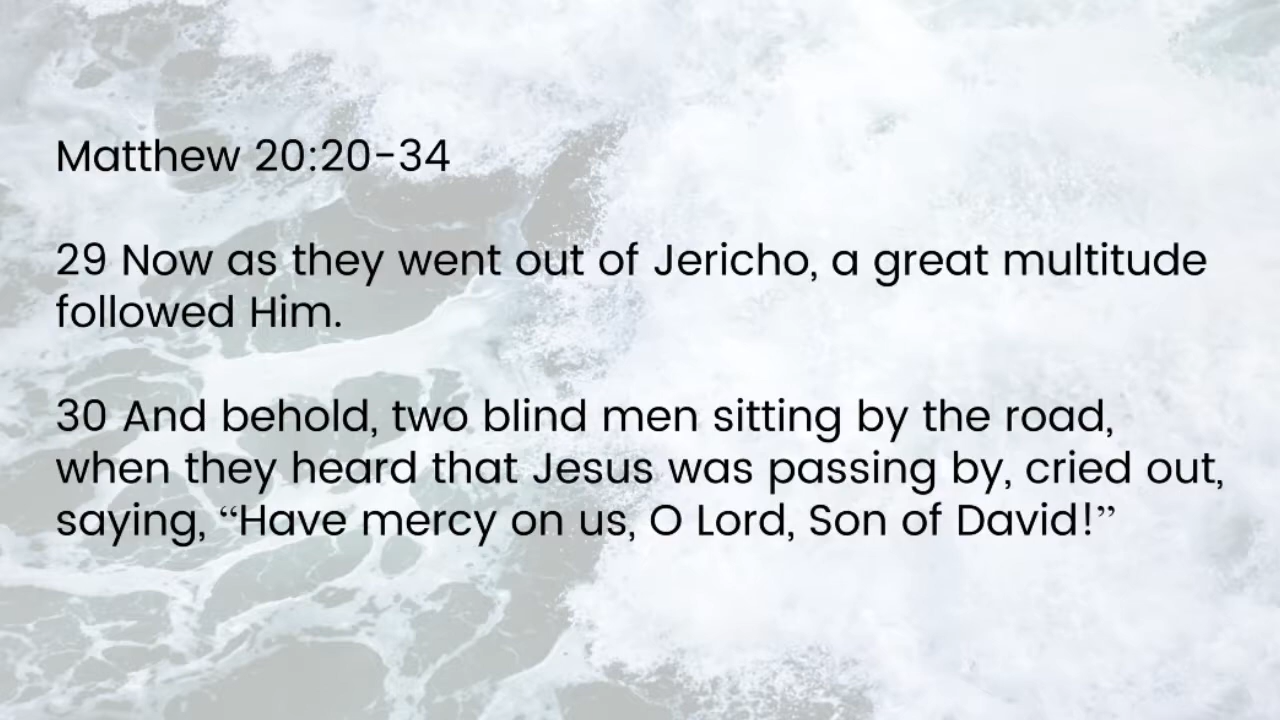 Matthew 20:20-34
29 Now as they went out of Jericho, a great multitude
followed Him.
30 And behold, two blind men sitting by the road,
when they heard that Jesus was passing by, cried out,
saying, “Have mercy on us, O Lord, Son of David!”